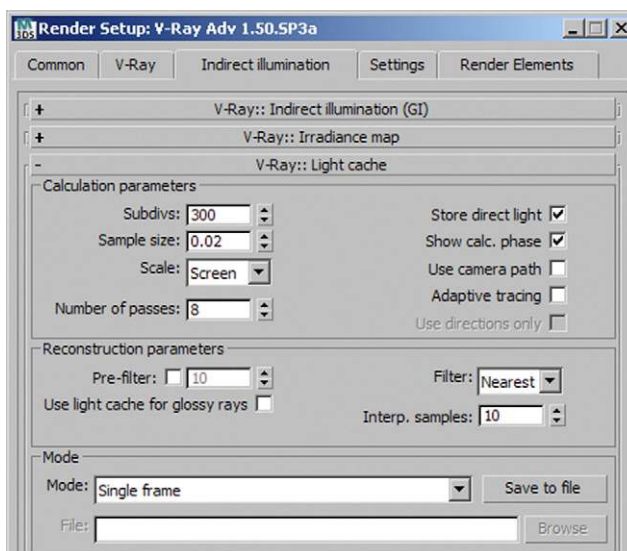 3DS Render Setup: V-Ray Adv 1.50.SP3a
Common V-Ray Indirect illumination Settings Render Elements
+ V-Ray:: Indirect illumination (GI)
+ V-Ray:: Irradiance map
- V-Ray:: Light cache
Calculation parameters
Subdivs: 300 Store direct light
Sample size: 0.02 Show calc. phase
Scale: Screen Use camera path
Adaptive tracing
Number of passes: 8
Use directions only
Reconstruction parameters
Pre-filter: 10 Filter: Nearest
Use light cache for glossy rays Interp. samples: 10
Mode
Mode: Single frame Save to file
File: Browse